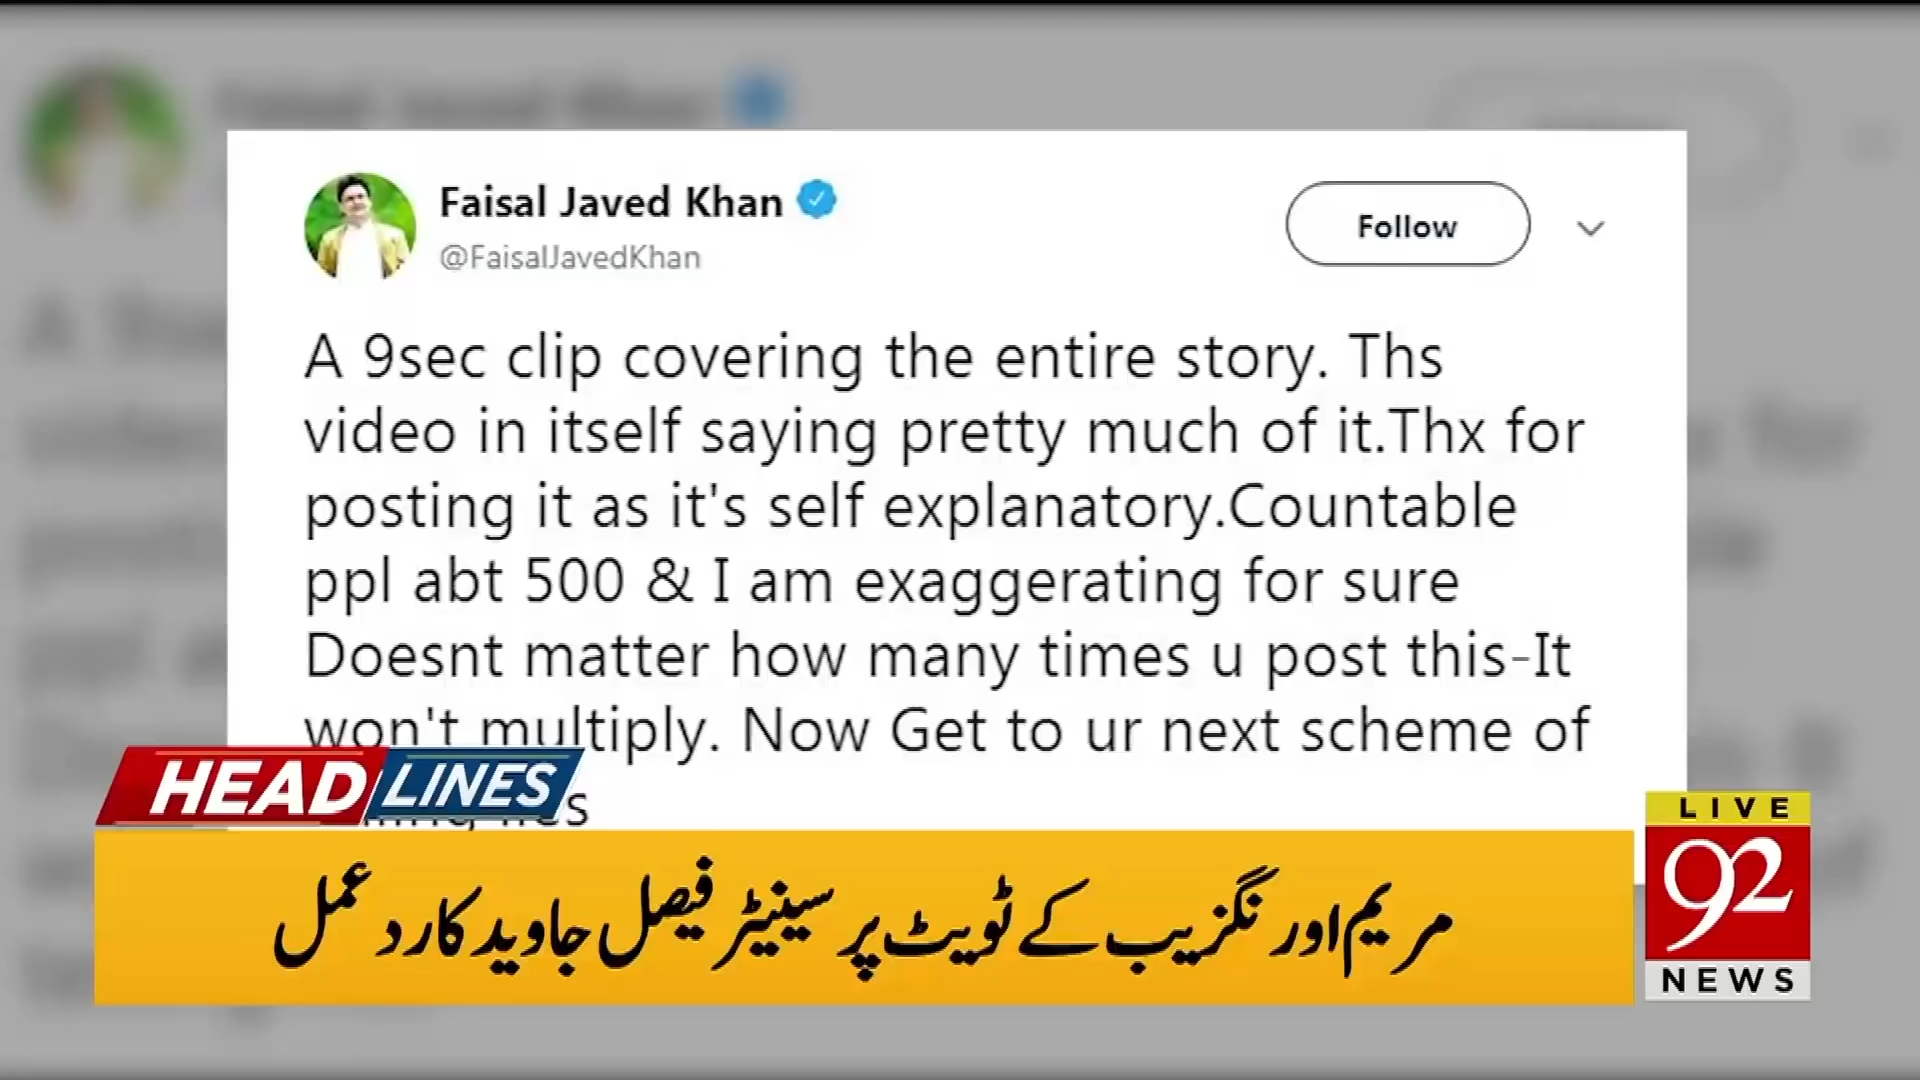 Faisal Javed Khan
@FaisalJavedKhan
Follow
A 9sec clip covering the entire story. Ths
video in itself saying pretty much of it.Thx for
posting it as it's self explanatory.Countable
ppl abt 500 & I am exaggerating for sure
Doesnt matter how many times u post this-It
won't multiply. Now Get to ur next scheme of
HEADLINES
مریم اورنگزیب کے ٹویٹ پر سینیٹر فیصل جاوید کا رد عمل
LIVE
92
NEWS